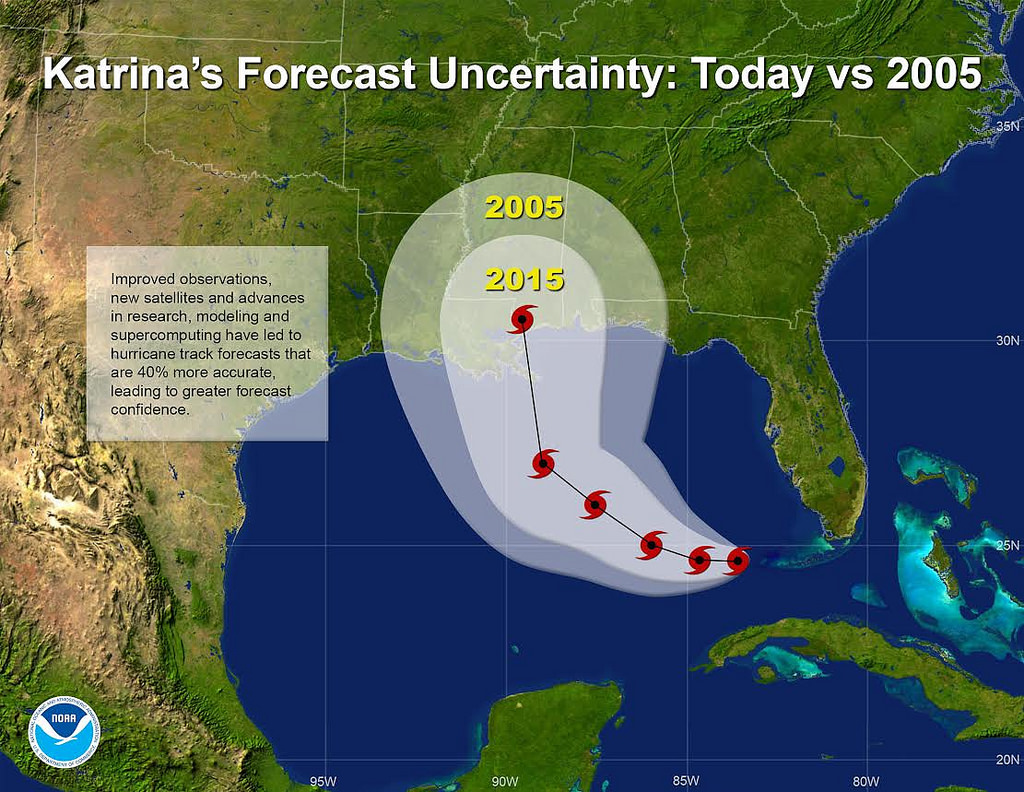 Katrina's Forecast Uncertainty: Today vs 2005
35N
2005
2015
Improved observations,
new satellites and advances
in research, modeling and
supercomputing have led to
hurricane track forecasts that
are 40% more accurate,
leading to greater forecast
confidence.
30N
25N
NOAA
20N
95W
90W
85W
80W